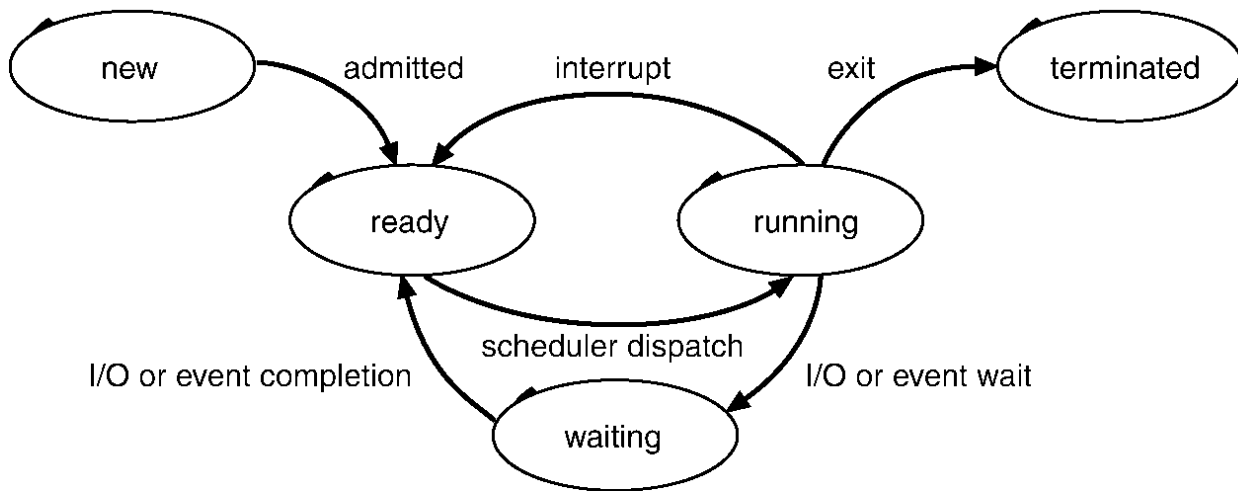 new
admitted
interrupt
exit
terminated
ready
running
scheduler dispatch
I/O or event completion
I/O or event wait
waiting